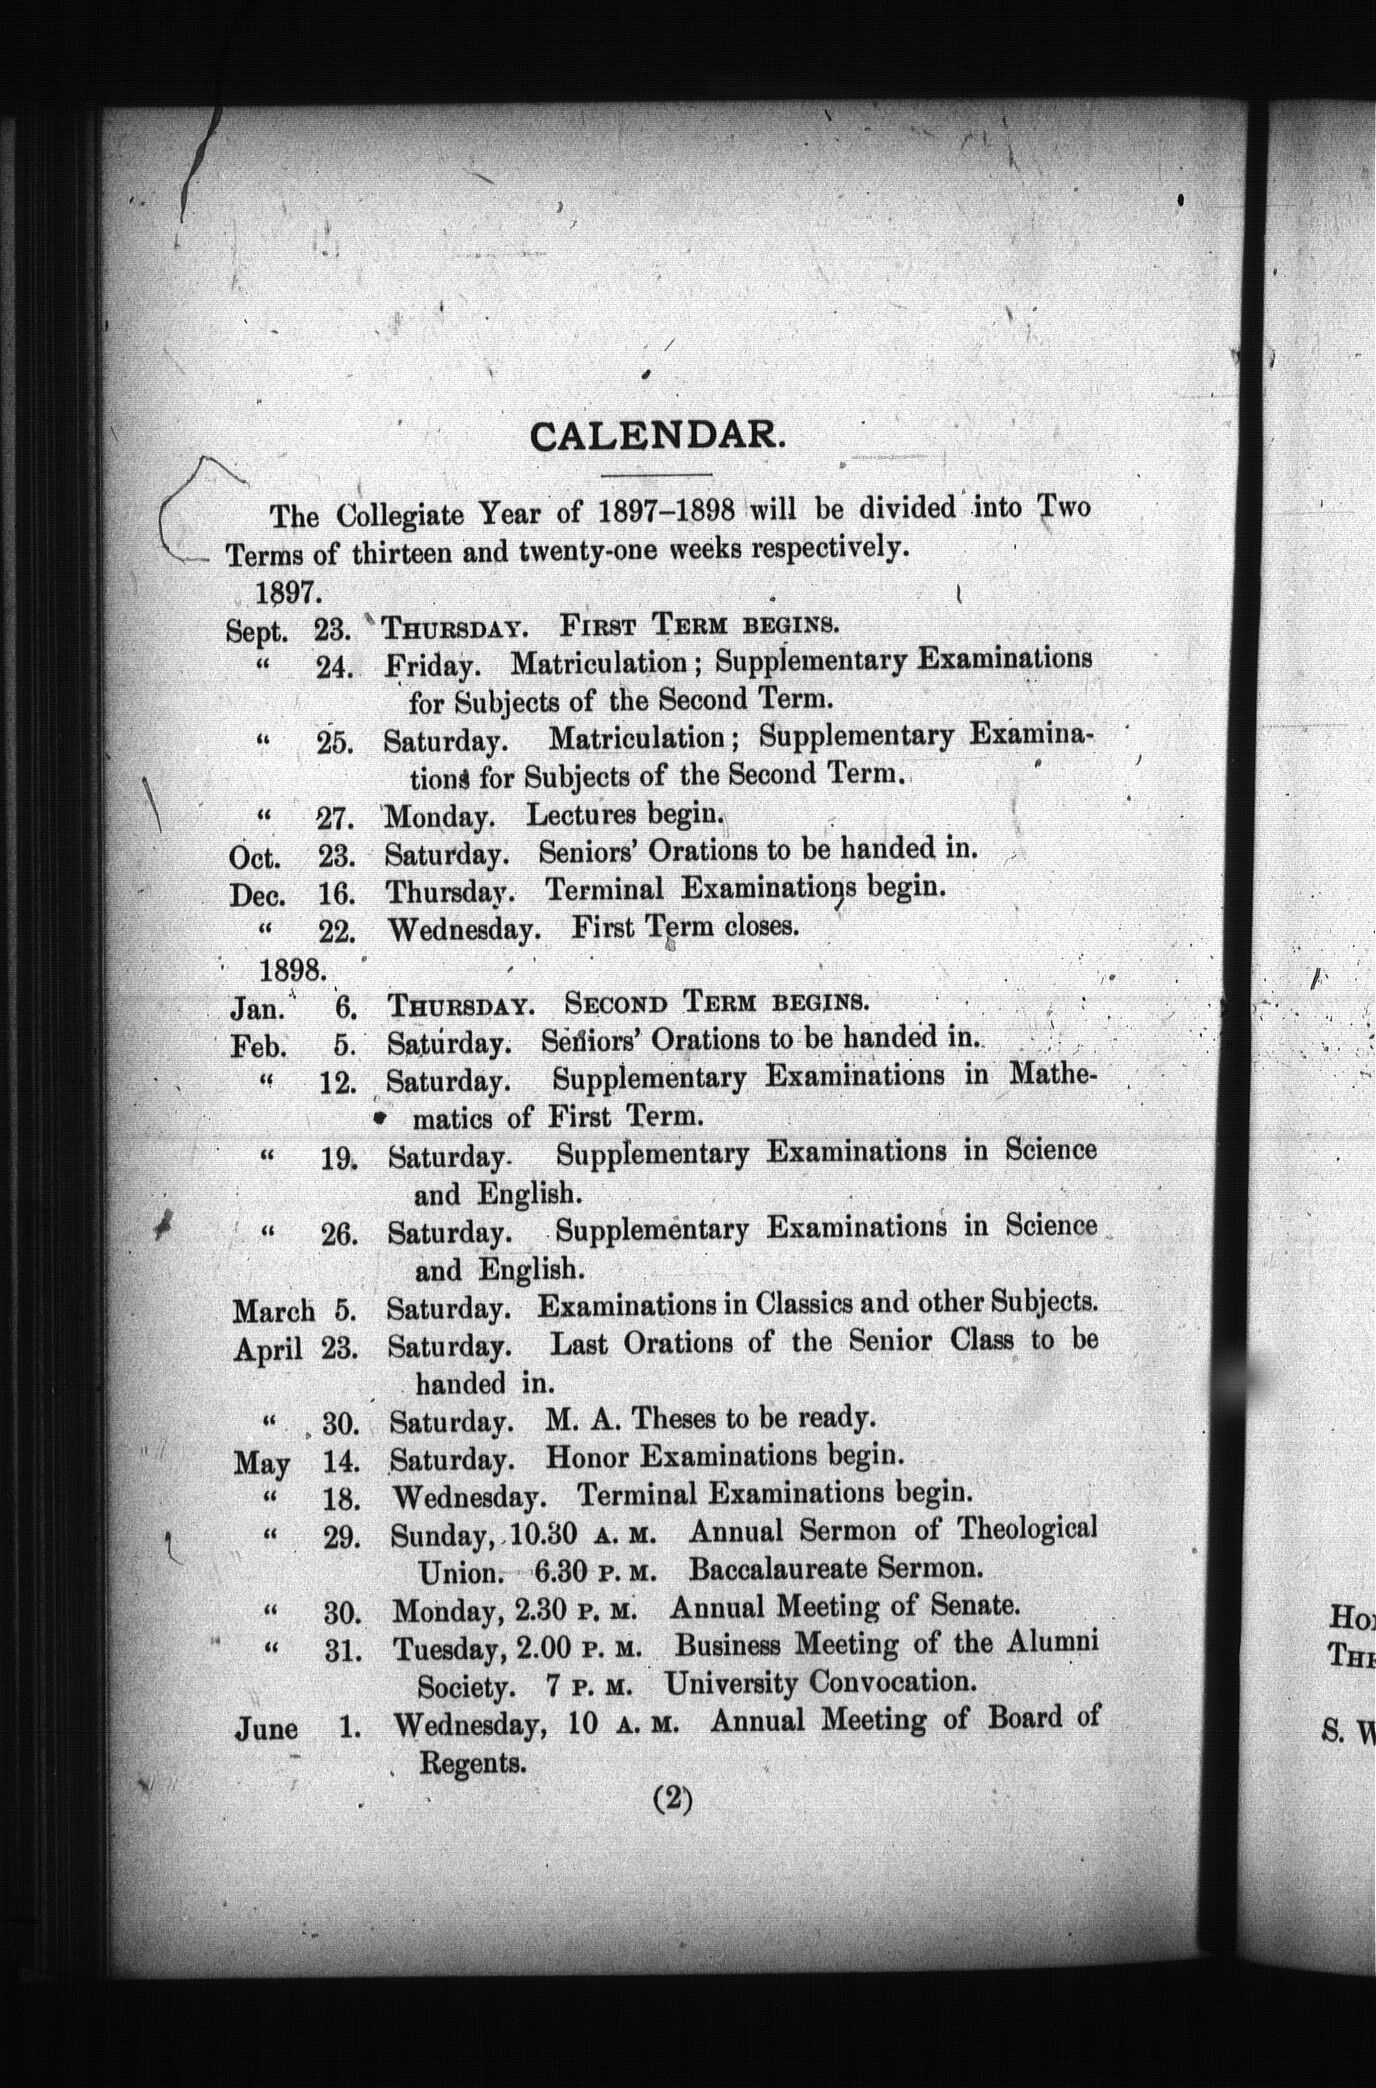 CALENDAR.
The Collegiate Year of 1897–1898 will be divided into Two
Terms of thirteen and twenty-one weeks respectively.
1897.
Sept. 23. THURSDAY. FIRST TERM BEGINS.
“ 24. Friday. Matriculation; Supplementary Examinations
for Subjects of the Second Term.
“ 25. Saturday. Matriculation; Supplementary Examina-
tions for Subjects of the Second Term.
“ 27. Monday. Lectures begin.
Oct. 23. Saturday. Seniors’ Orations to be handed in.
Dec. 16. Thursday. Terminal Examinations begin.
“ 22. Wednesday. First Term closes.
1898.
Jan. 6. THURSDAY. SECOND TERM BEGINS.
Feb. 5. Saturday. Seniors’ Orations to be handed in.
“ 12. Saturday. Supplementary Examinations in Mathe-
matics of First Term.
“ 19. Saturday. Supplementary Examinations in Science
and English.
“ 26. Saturday. Supplementary Examinations in Science
and English.
March 5. Saturday. Examinations in Classics and other Subjects.
April 23. Saturday. Last Orations of the Senior Class to be
handed in.
“ 30. Saturday. M. A. Theses to be ready.
May 14. Saturday. Honor Examinations begin.
“ 18. Wednesday. Terminal Examinations begin.
“ 29. Sunday, 10.30 A. M. Annual Sermon of Theological
Union. 6.30 P. M. Baccalaureate Sermon.
“ 30. Monday, 2.30 P. M. Annual Meeting of Senate.
“ 31. Tuesday, 2.00 P. M. Business Meeting of the Alumni
Society. 7 P. M. University Convocation.
June 1. Wednesday, 10 A. M. Annual Meeting of Board of
Regents.
(2)
S.